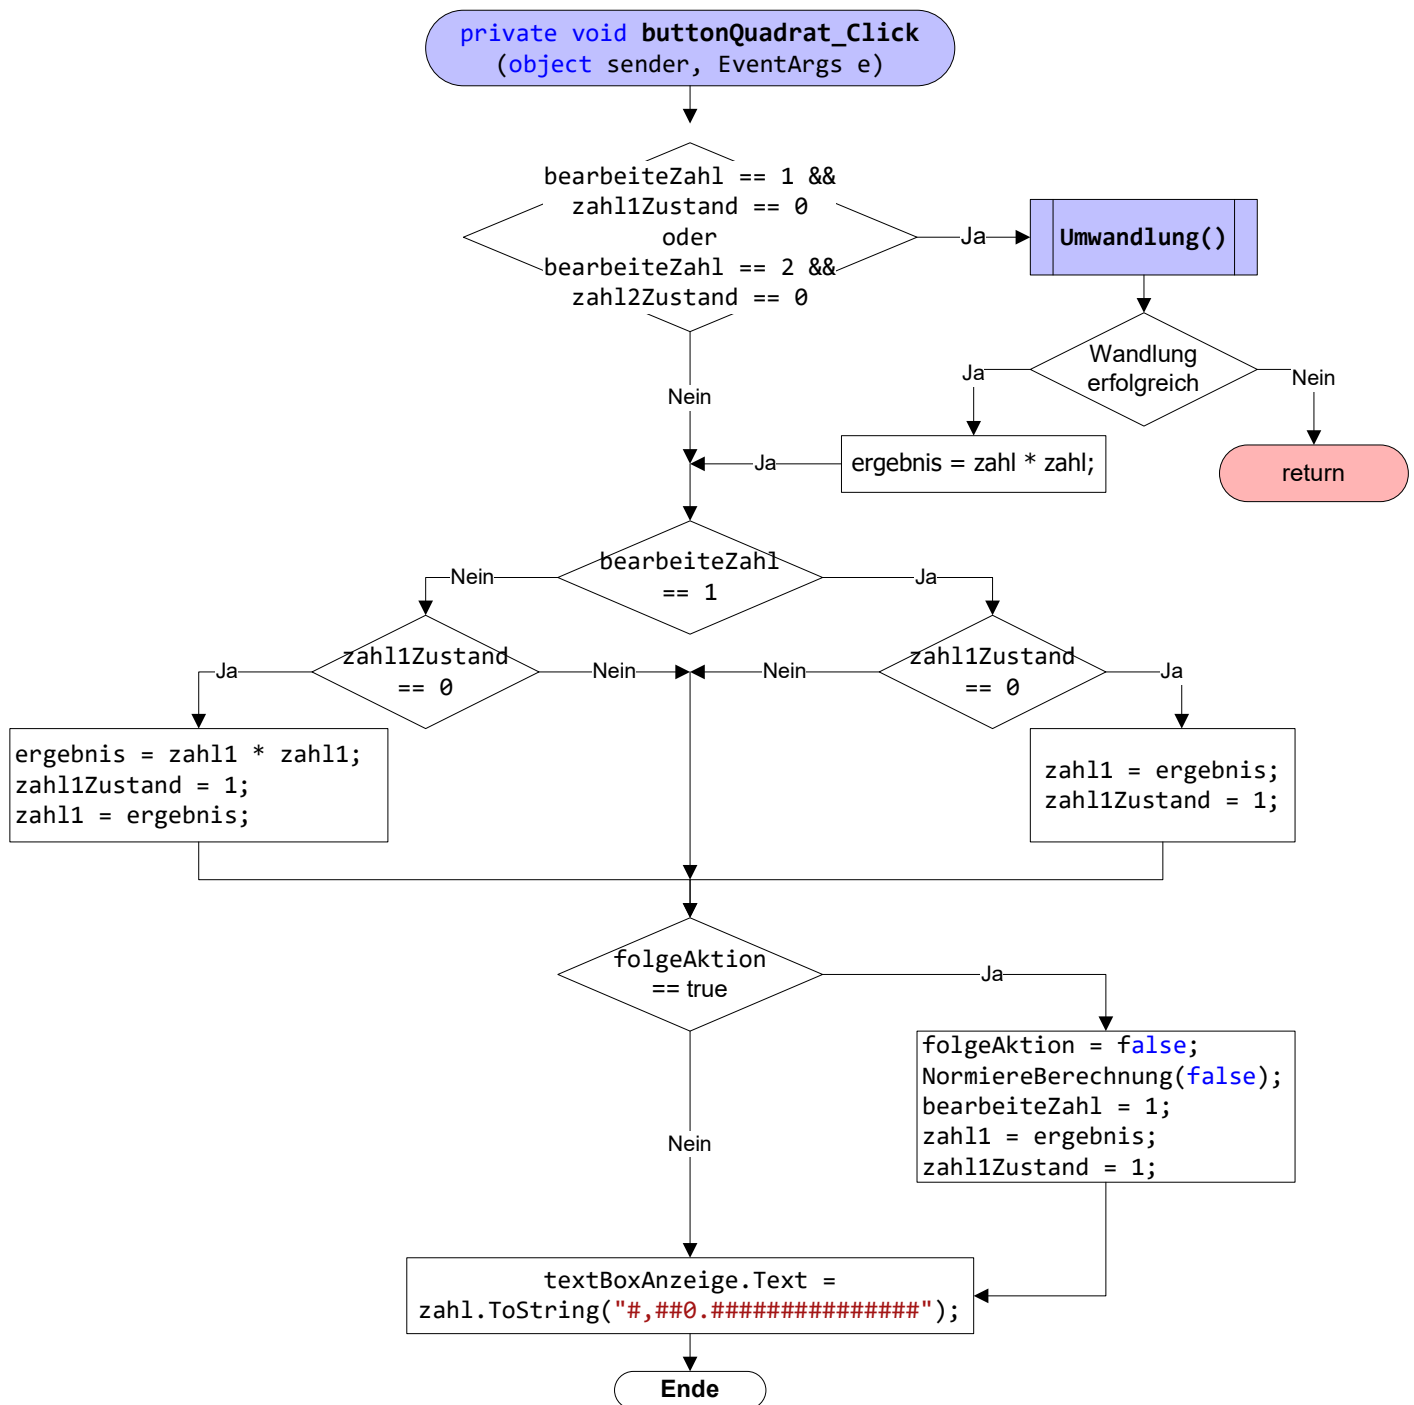 private void buttonQuadrat_Click
(object sender, EventArgs e)
bearbeiteZahl == 1 &&
zahl1Zustand == 0
oder
bearbeiteZahl == 2 &&
zahl2Zustand == 0
Ja
Umwandlung()
Wandlung
erfolgreich
Ja
Nein
Nein
ergebnis = zahl * zahl;
Ja
return
bearbeiteZahl
== 1
Nein
Ja
zahl1Zustand
== 0
Ja
Nein
zahl1Zustand
== 0
Nein
Ja
ergebnis = zahl1 * zahl1;
zahl1Zustand = 1;
zahl1 = ergebnis;
zahl1 = ergebnis;
zahl1Zustand = 1;
folgeAktion
== true
Ja
folgeAktion = false;
NormiereBerechnung(false);
bearbeiteZahl = 1;
zahl1 = ergebnis;
zahl1Zustand = 1;
Nein
textBoxAnzeige.Text =
zahl.ToString("#,##0.###############");
Ende